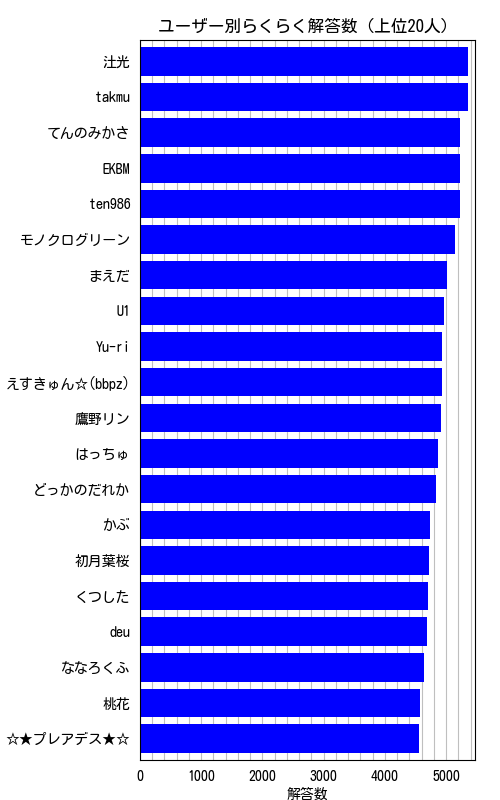 ユーザー別らくらく解答数（上位20人）
注光
takmu
てんのみかさ
EKBM
ten986
モノクログリーン
まえだ
U1
Yu-ri
えすきゅん☆(bbpz)
鷹野リン
はっちゅ
どっかのだれか
かぶ
初月葉桜
くつした
deu
ななろくふ
桃花
☆★プレアデス★☆
0 1000 2000 3000 4000 5000
解答数